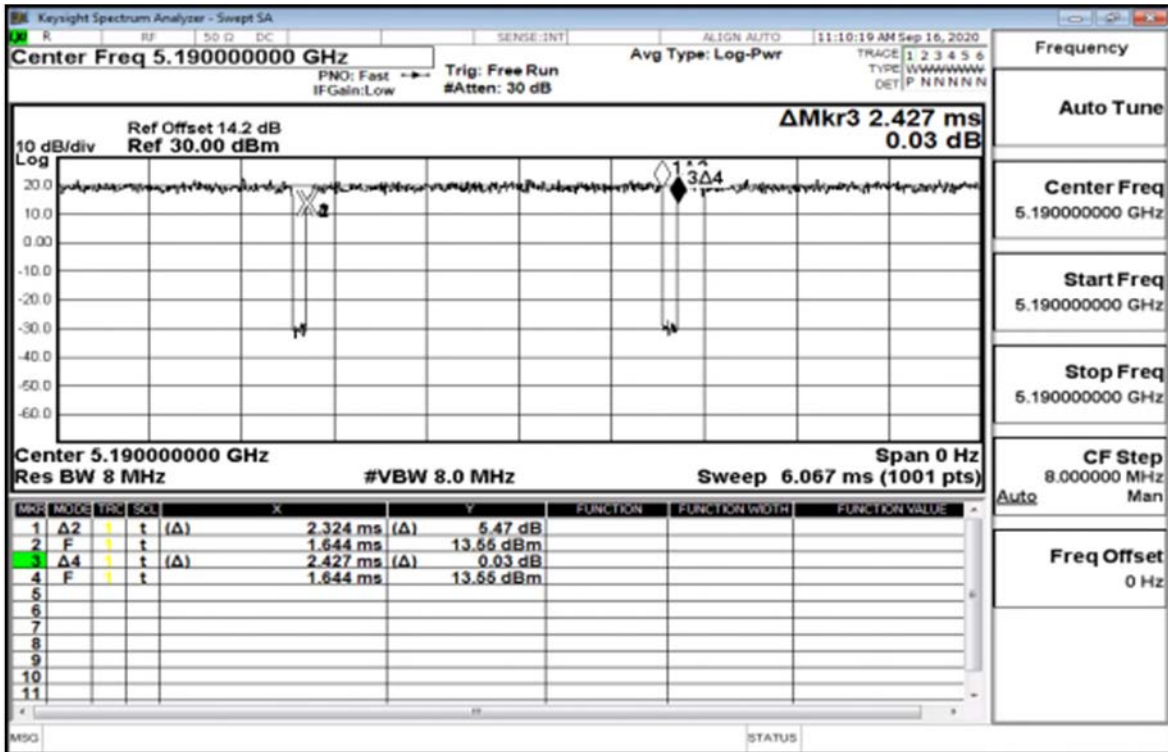 Keysight Spectrum Analyzer - Swept SA
R RF 50 Ω DC SENSE:INT ALIGN AUTO 11:10:19 AM Sep 16, 2020
Center Freq 5.190000000 GHz Avg Type: Log-Pwr TRACE 1 2 3 4 5 6
PNO: Fast Trig: Free Run TYPE WWWWWW
IFGain:Low #Atten: 30 dB DET P N N N N N
Frequency
Auto Tune
Center Freq
5.190000000 GHz
Start Freq
5.190000000 GHz
Stop Freq
5.190000000 GHz
CF Step
8.000000 MHz
Auto Man
Freq Offset
0 Hz
ΔMkr3 2.427 ms
0.03 dB
Ref Offset 14.2 dB
10 dB/div Ref 30.00 dBm
Log
20.0
10.0
0.00
-10.0
-20.0
-30.0
-40.0
-50.0
-60.0
3Δ4
Center 5.190000000 GHz Span 0 Hz
Res BW 8 MHz #VBW 8.0 MHz Sweep 6.067 ms (1001 pts)
MKR MODE TRC SCL X Y FUNCTION FUNCTION WIDTH FUNCTION VALUE
1 Δ2 1 t (Δ) 2.324 ms (Δ) 5.47 dB
2 F 1 t 1.644 ms 13.55 dBm
3 Δ4 1 t (Δ) 2.427 ms (Δ) 0.03 dB
4 F 1 t 1.644 ms 13.55 dBm
5
6
7
8
9
10
11
MSG STATUS